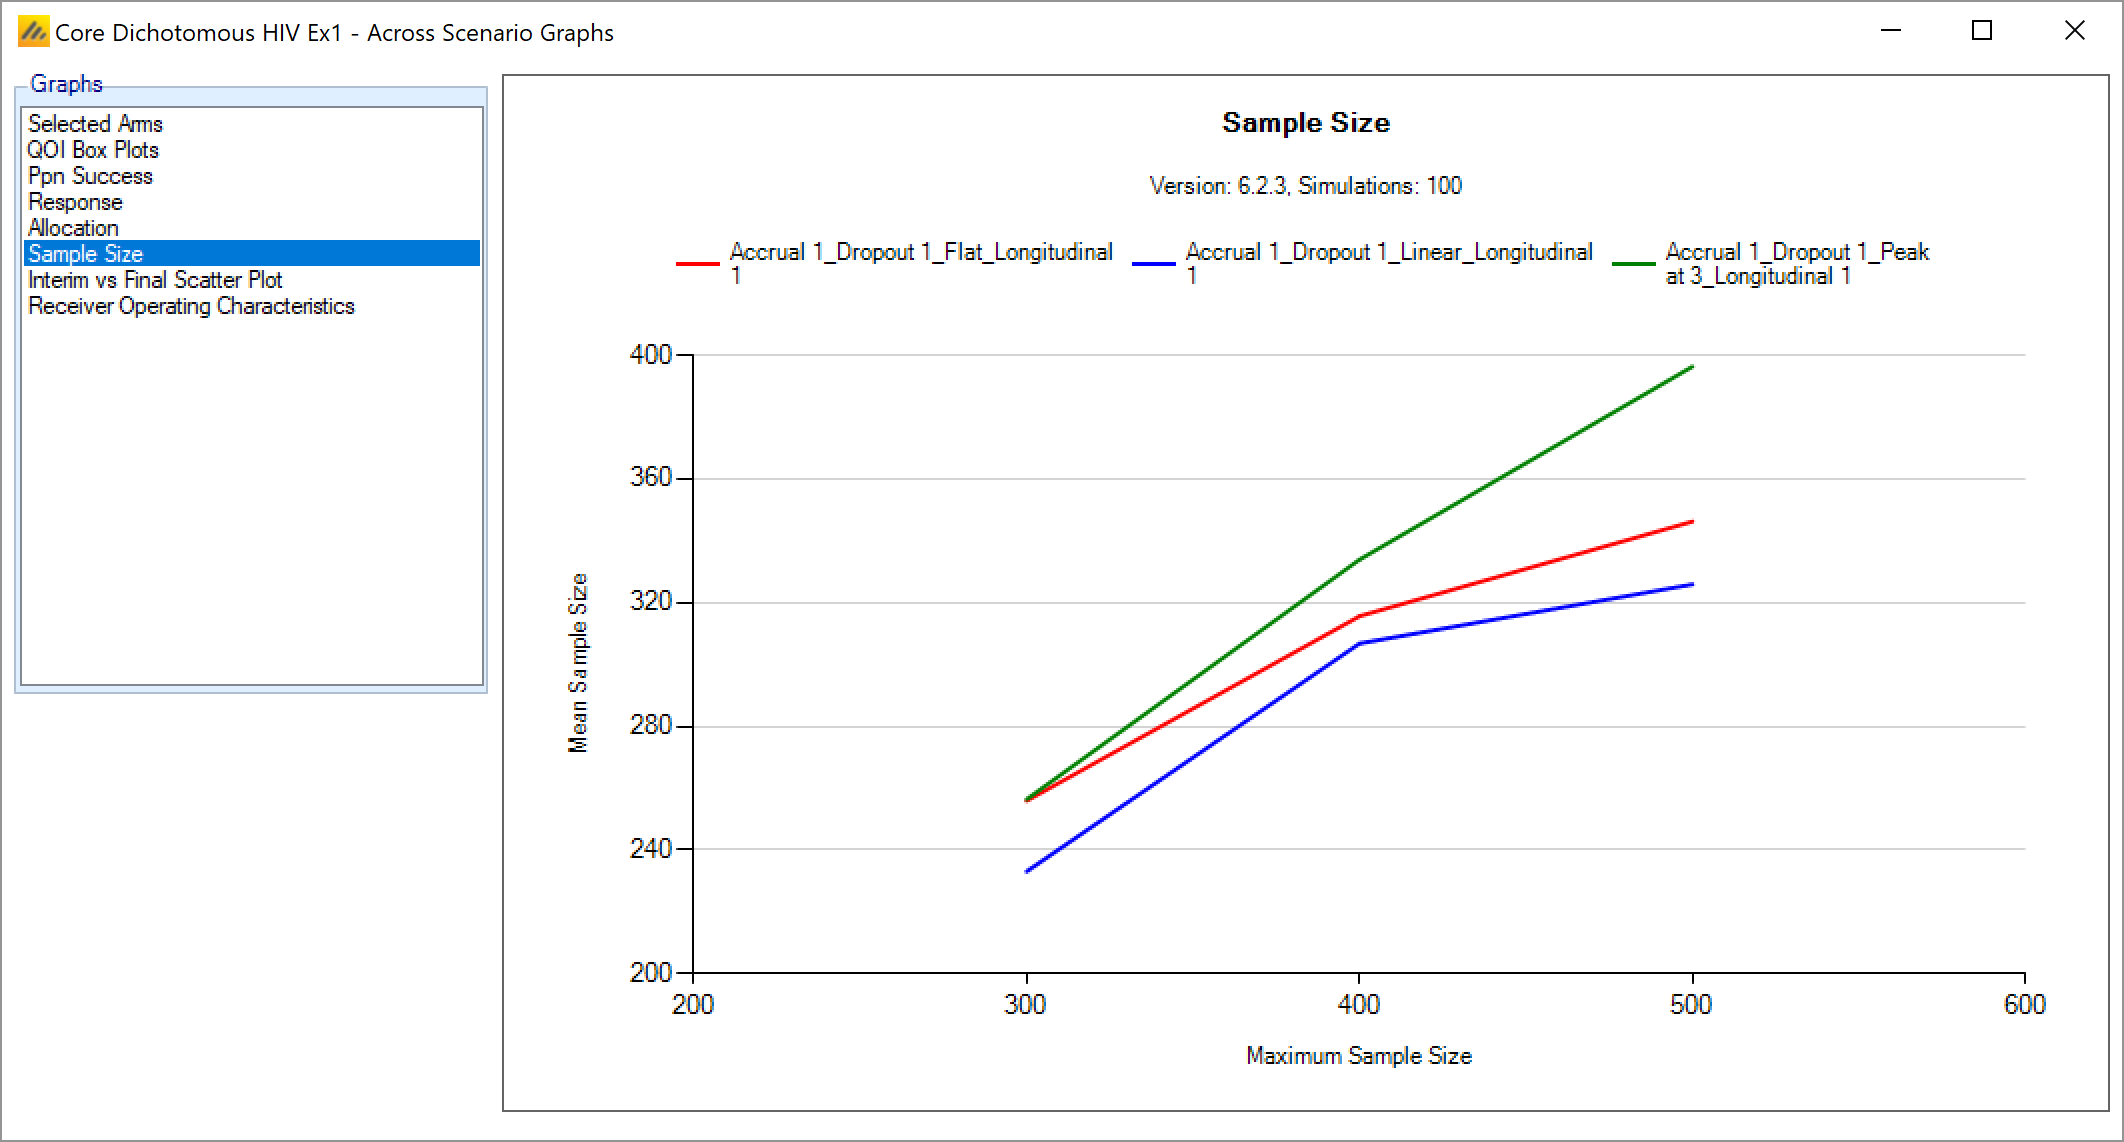 Core Dichotomous HIV Ex1 - Across Scenario Graphs
Graphs
Selected Arms
QOI Box Plots
Ppn Success
Response
Allocation
Sample Size
Interim vs Final Scatter Plot
Receiver Operating Characteristics
Sample Size
Version: 6.2.3, Simulations: 100
Accrual 1_Dropout 1_Flat_Longitudinal
1
Accrual 1_Dropout 1_Linear_Longitudinal
1
Accrual 1_Dropout 1_Peak
at 3_Longitudinal 1
400
360
320
280
240
200
Mean Sample Size
200
300
400
500
600
Maximum Sample Size